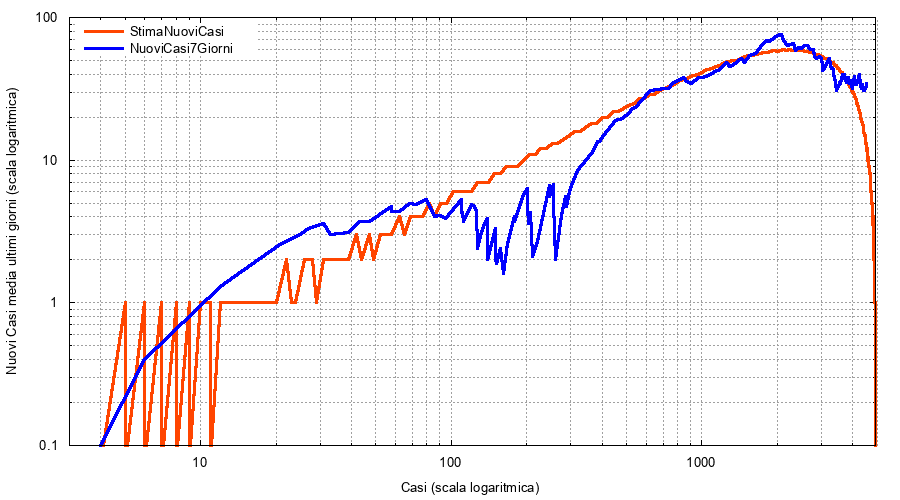 100
StimaNuoviCasi
NuoviCasi7Giorni
10
1
0.1
Nuovi Casi media ultimi giorni (scala logaritmica)
10
100
1000
Casi (scala logaritmica)